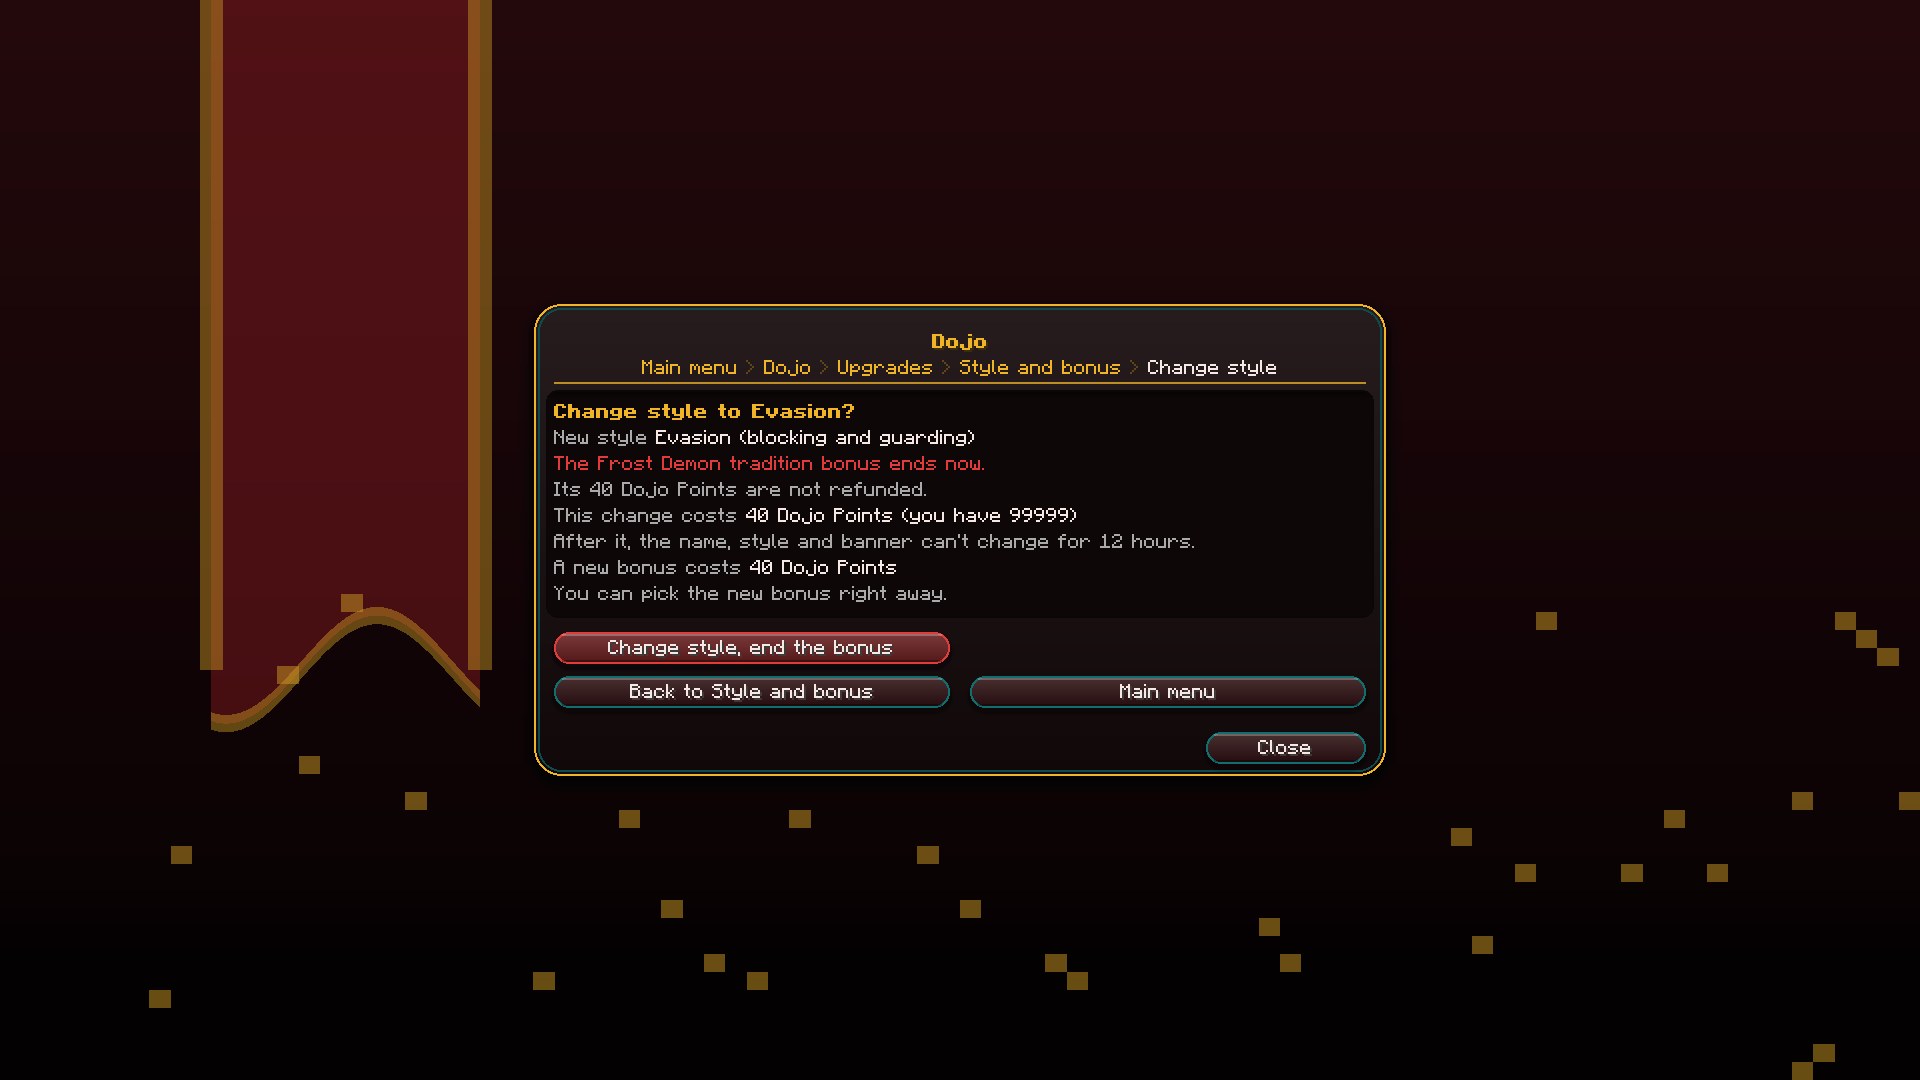 Dojo
Main menu > Dojo > Upgrades > Style and bonus > Change style
Change style to Evasion?
New style Evasion (blocking and guarding)
The Frost Demon tradition bonus ends now.
Its 40 Dojo Points are not refunded.
This change costs 40 Dojo Points (you have 99999)
After it, the name, style and banner can't change for 12 hours.
A new bonus costs 40 Dojo Points
You can pick the new bonus right away.
Change style, end the bonus
Back to Style and bonus
Main menu
Close